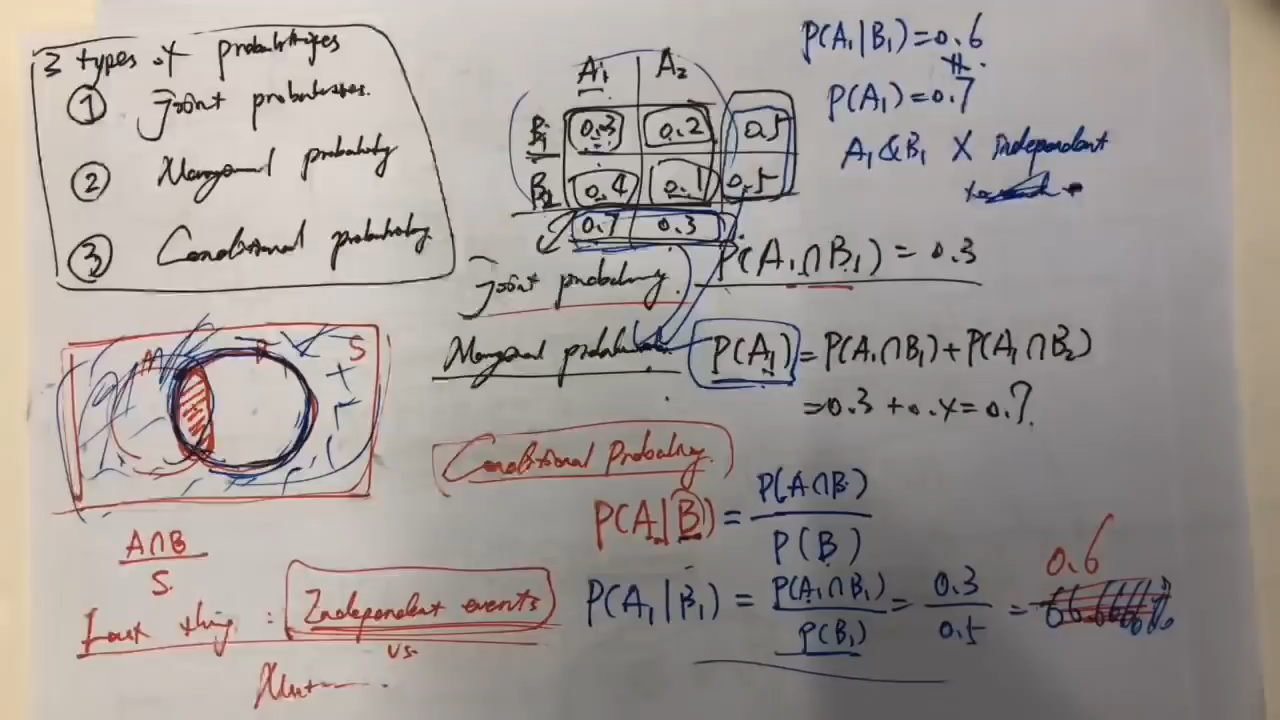 3 types of probabilities
① Joint probabilities.
② Marginal probability
③ Conditional probability.
A1 A2
B1 0.3 0.2 0.5
B2 0.4 0.1 0.5
0.7 0.3
P(A1|B1)=0.6
P(A1)=0.7
A1&B1 X independent
Joint probability. P(A1∩B1) = 0.3
Marginal P(A1) = P(A1∩B1)+P(A1∩B2)
=0.3+0.4=0.7
A B S
A∩B
S.
Conditional Probability.
P(A|B) = P(A∩B)
P(B)
P(A1|B1) = P(A1∩B1) = 0.3 = 0.6
P(B1) 0.5
Last thing : Independent events
vs.